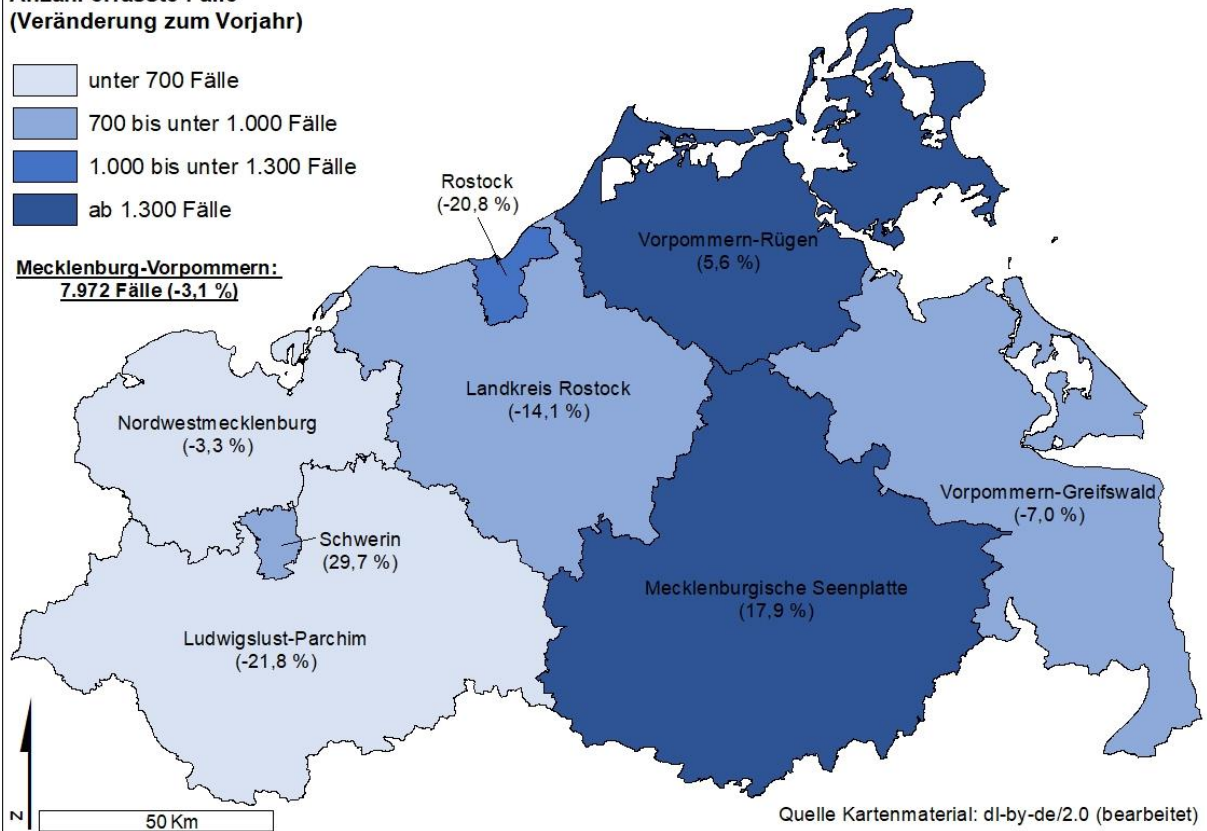 (Veränderung zum Vorjahr)
unter 700 Fälle
700 bis unter 1.000 Fälle
1.000 bis unter 1.300 Fälle
ab 1.300 Fälle
Mecklenburg-Vorpommern:
7.972 Fälle (-3,1 %)
Rostock
(-20,8 %)
Vorpommern-Rügen
(5,6 %)
Landkreis Rostock
(-14,1 %)
Nordwestmecklenburg
(-3,3 %)
Vorpommern-Greifswald
(-7,0 %)
Schwerin
(29,7 %)
Mecklenburgische Seenplatte
(17,9 %)
Ludwigslust-Parchim
(-21,8 %)
N
50 Km
Quelle Kartenmaterial: dl-by-de/2.0 (bearbeitet)